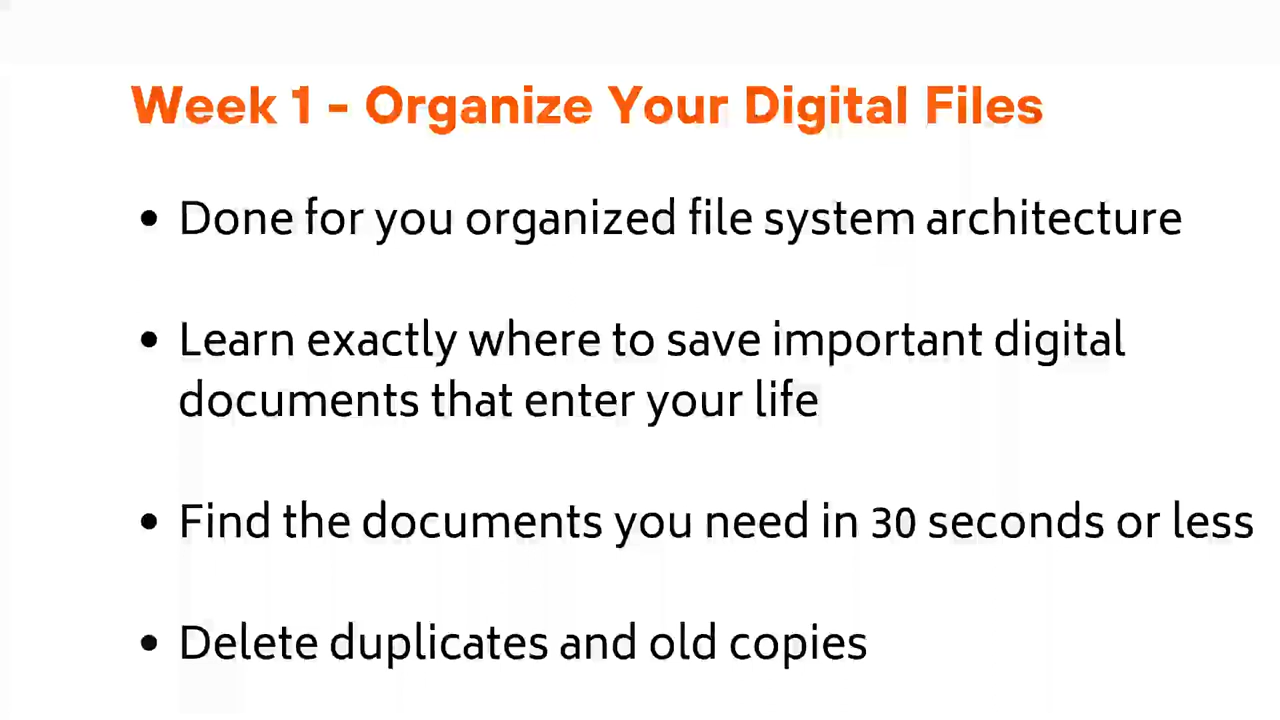 Week 1 - Organize Your Digital Files
• Done for you organized file system architecture
• Learn exactly where to save important digital
documents that enter your life
• Find the documents you need in 30 seconds or less
• Delete duplicates and old copies